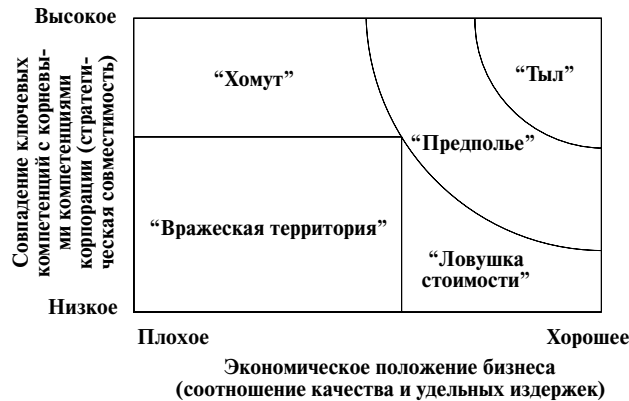 Высокое
Совпадение ключевых
компетенций с корневы-
ми компетенциями
корпорации (стратеги-
ческая совместимость)
“Хомут”
“Тыл”
“Предполье”
“Вражеская территория”
“Ловушка
стоимости”
Низкое
Плохое
Хорошее
Экономическое положение бизнеса
(соотношение качества и удельных издержек)